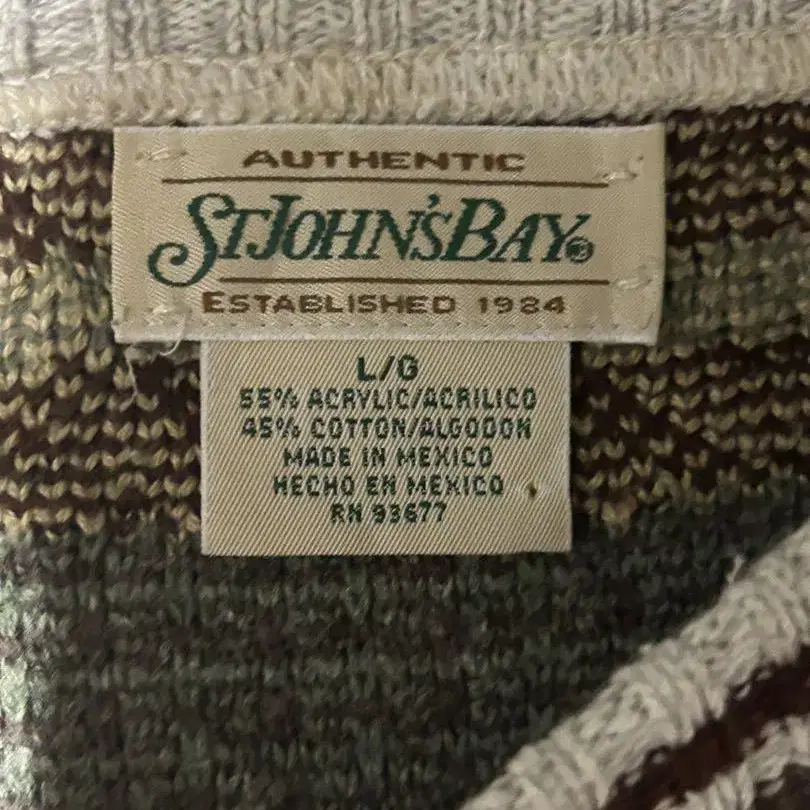 AUTHENTIC
ST JOHN'S BAY®
ESTABLISHED 1984
L/G
55% ACRYLIC/ACRILICO
45% COTTON/ALGODON
MADE IN MEXICO
HECHO EN MEXICO
RN 93677